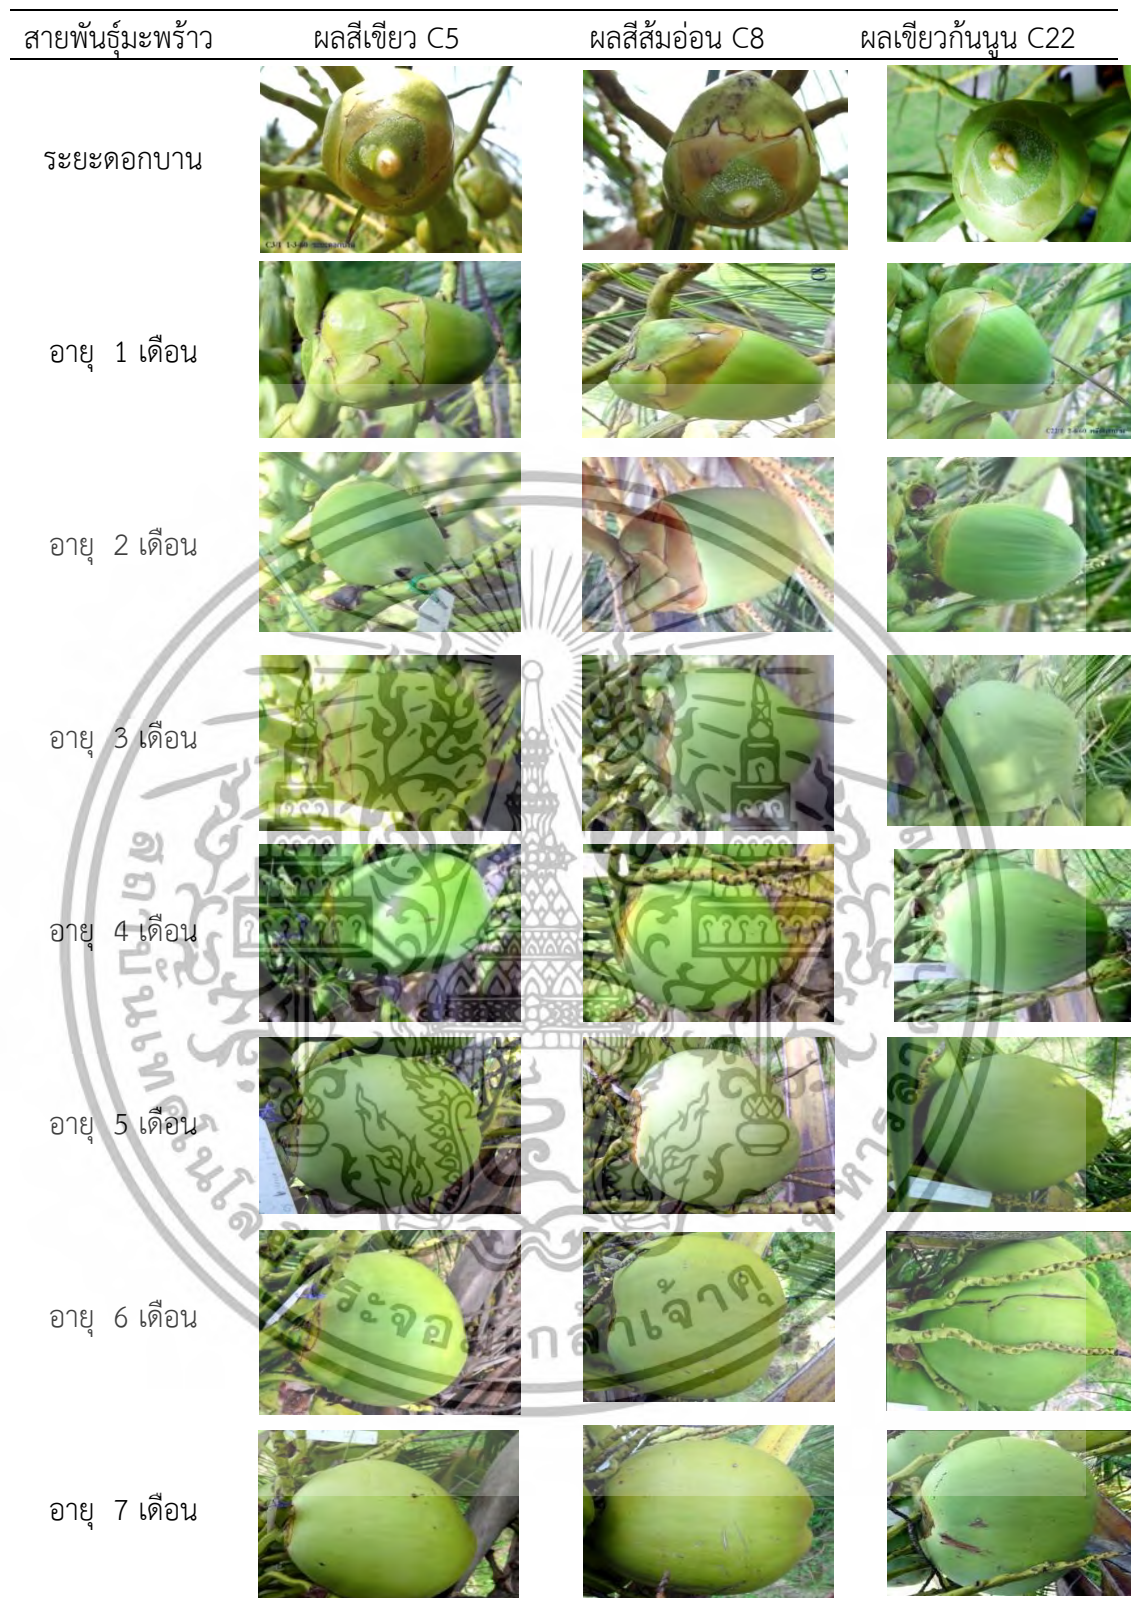 สายพันธุ์มะพร้าว ผลสีเขียว C5 ผลสีส้มอ่อน C8 ผลเขียวก้นนูน C22
ระยะดอกบาน
C8
อายุ 1 เดือน
อายุ 2 เดือน
อายุ 3 เดือน
อายุ 4 เดือน
อายุ 5 เดือน
อายุ 6 เดือน
อายุ 7 เดือน